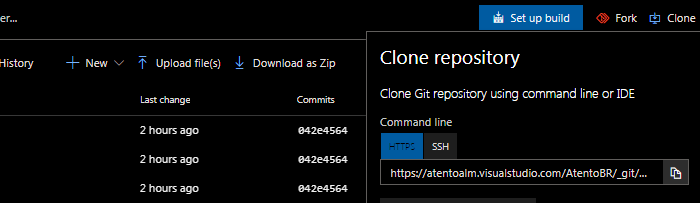 er...
Set up build
Fork
Clone
History
New
Upload file(s)
Download as Zip
Clone repository
Clone Git repository using command line or IDE
Last change
Commits
Command line
2 hours ago
042e4564
HTTPS
SSH
2 hours ago
042e4564
https://atentoalm.visualstudio.com/AtentoBR/_git/...
2 hours ago
042e4564